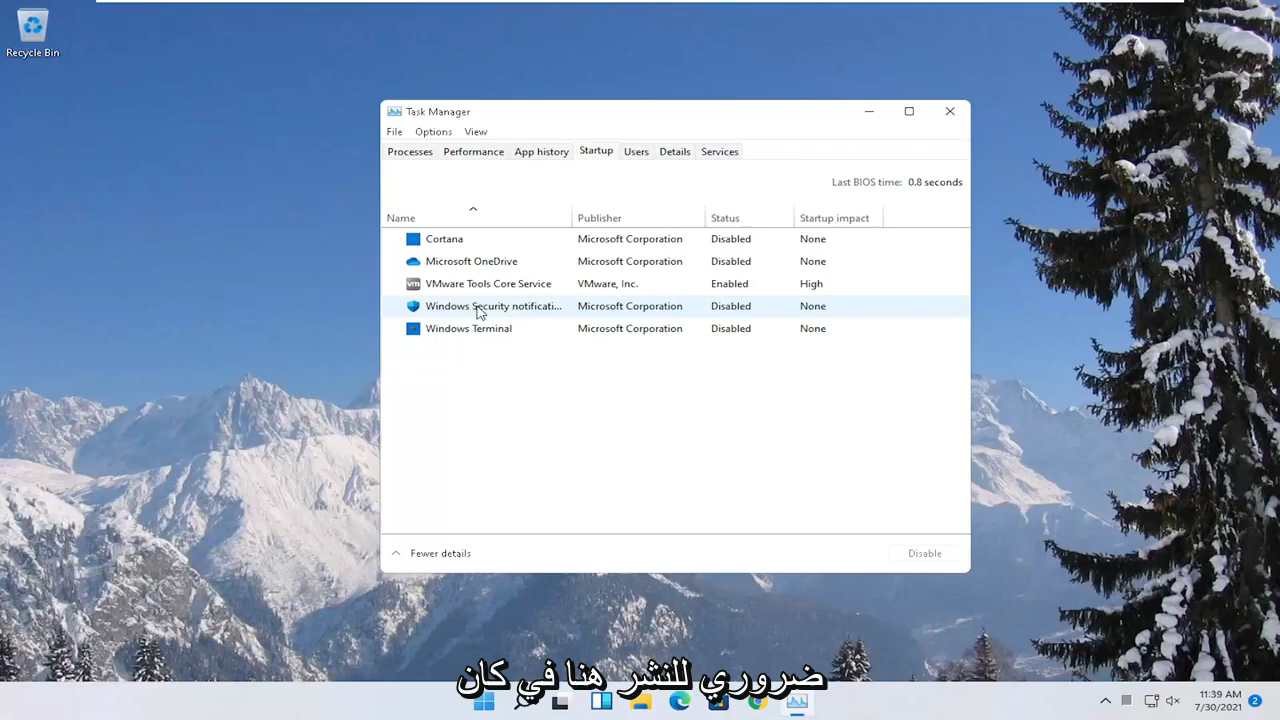 Recycle Bin
Task Manager
File Options View
Processes Performance App history Startup Users Details Services
Last BIOS time: 0.8 seconds
Name Publisher Status Startup impact
Cortana Microsoft Corporation Disabled None
Microsoft OneDrive Microsoft Corporation Disabled None
vm VMware Tools Core Service VMware, Inc. Enabled High
Windows Security notificati... Microsoft Corporation Disabled None
Windows Terminal Microsoft Corporation Disabled None
Fewer details Disable
ضروري للنشر هنا في كان
11:39 AM
7/30/2021 2